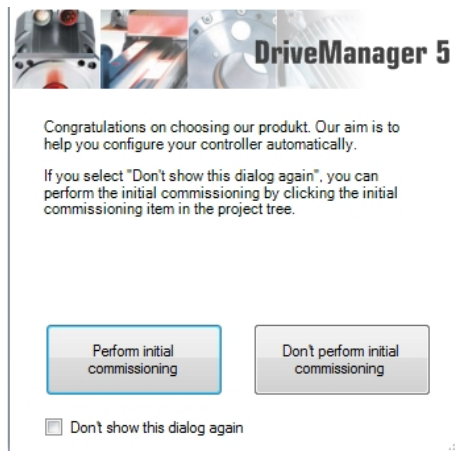 DriveManager 5
Congratulations on choosing our produkt. Our aim is to
help you configure your controller automatically.
If you select "Don't show this dialog again", you can
perform the initial commissioning by clicking the initial
commissioning item in the project tree.
Perform initial
commissioning
Don't perform initial
commissioning
Don't show this dialog again